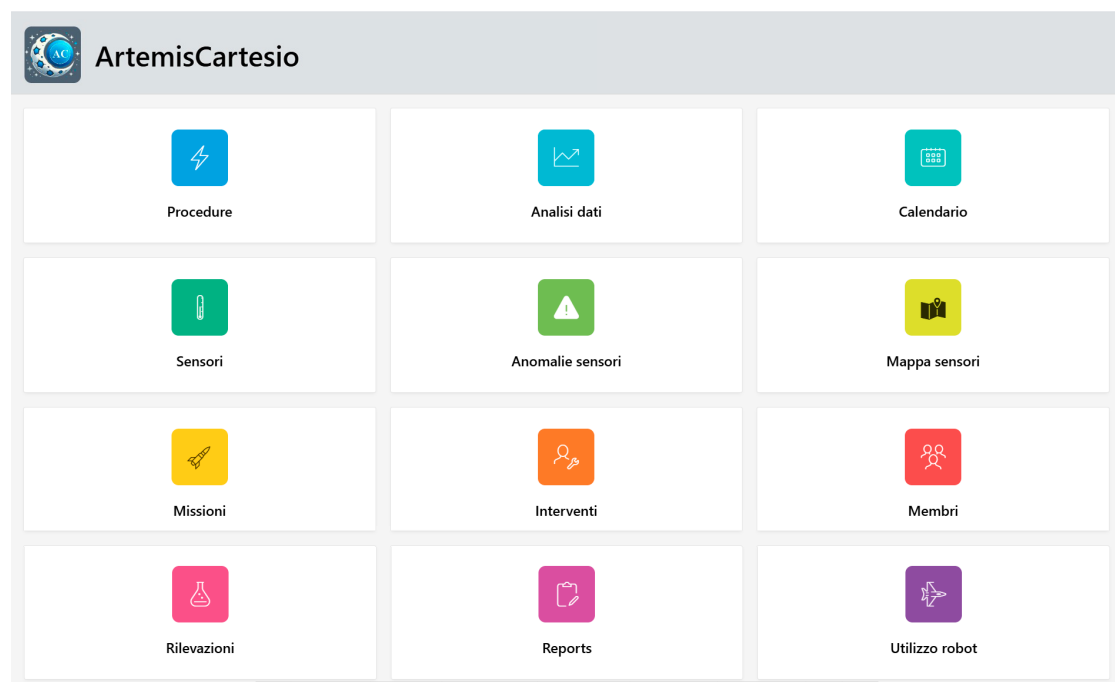 AC
ArtemisCartesio
Procedure
Analisi dati
Calendario
Sensori
Anomalie sensori
Mappa sensori
Missioni
Interventi
Membri
Rilevazioni
Reports
Utilizzo robot